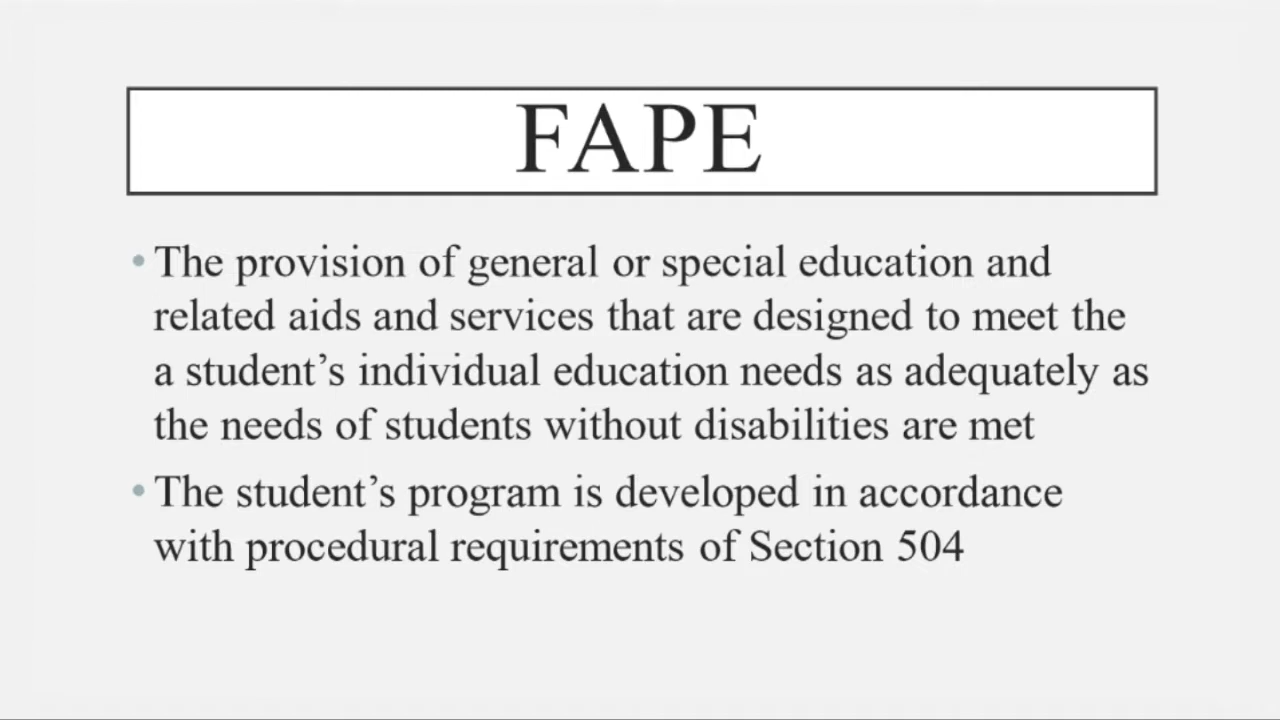 FAPE
• The provision of general or special education and
related aids and services that are designed to meet the
a student’s individual education needs as adequately as
the needs of students without disabilities are met
• The student’s program is developed in accordance
with procedural requirements of Section 504